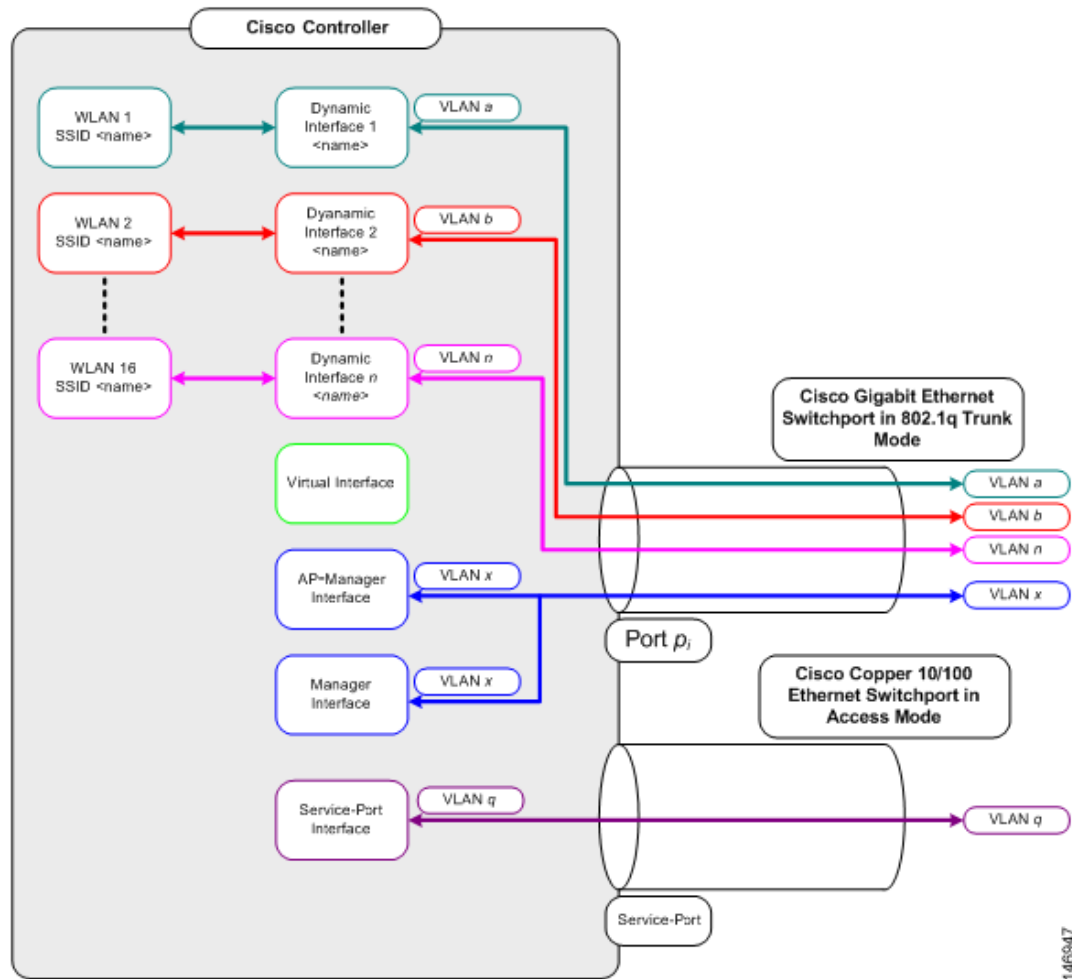 Cisco Controller
WLAN 1
SSID <name>
Dynamic
Interface 1
<name>
VLAN a
WLAN 2
SSID <name>
Dyanamic
Interface 2
<name>
VLAN b
WLAN 16
SSID <name>
Dynamic
Interface n
<name>
VLAN n
Virtual Interface
AP-Manager
Interface
VLAN x
Manager
Interface
VLAN x
Service-Port
Interface
VLAN q
Cisco Gigabit Ethernet
Switchport in 802.1q Trunk
Mode
VLAN a
VLAN b
VLAN n
VLAN x
Port pi
Cisco Copper 10/100
Ethernet Switchport in
Access Mode
VLAN q
Service-Port
146947